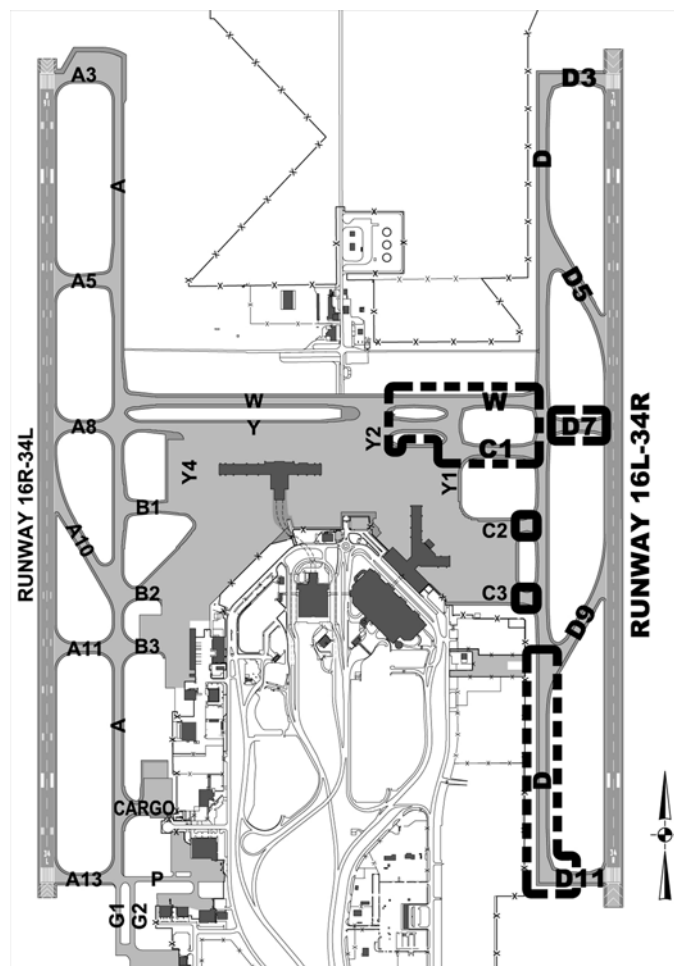 A3
D3
A
D
A5
D5
W
W
A8
Y
Y2
D7
C1
Y4
Y1
RUNWAY 16R-34L
RUNWAY 16L-34R
B1
A10
C2
B2
C3
D9
A11
B3
A
D
CARGO
A13
P
D11
G1
G2